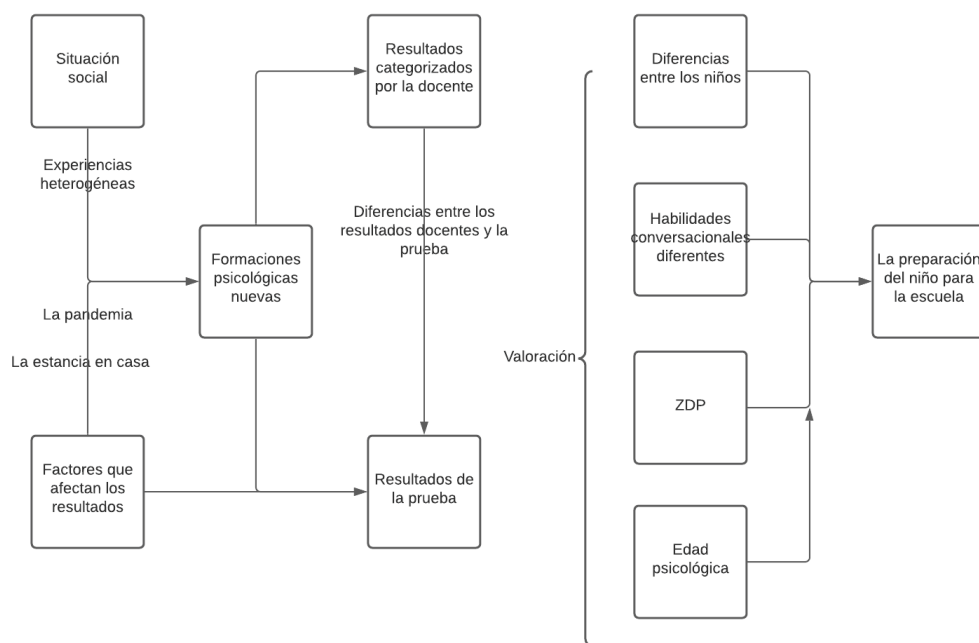 Situación
social
Experiencias
heterogéneas
La pandemia
La estancia en casa
Factores que
afectan los
resultados
Formaciones
psicológicas
nuevas
Resultados
categorizados
por la docente
Diferencias entre los
resultados docentes y la
prueba
Resultados de
la prueba
Valoración
Diferencias
entre los niños
Habilidades
conversacionales
diferentes
ZDP
Edad
psicológica
La preparación
del niño para
la escuela